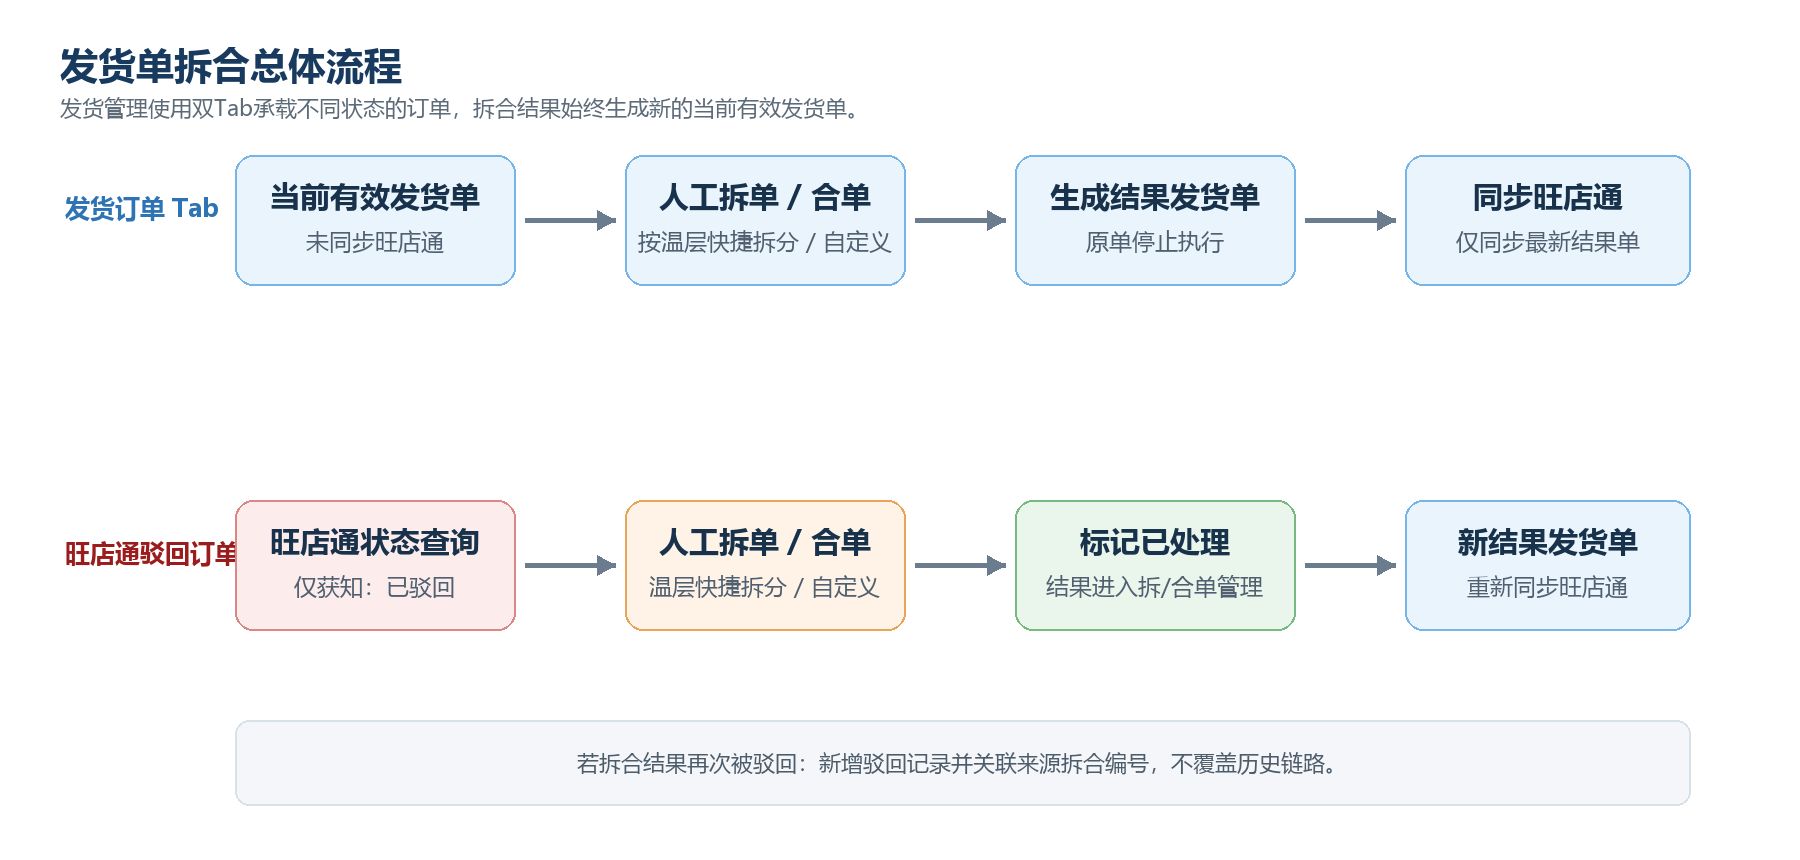 发货单拆合总体流程
发货管理使用双Tab承载不同状态的订单，拆合结果始终生成新的当前有效发货单。
发货订单 Tab
当前有效发货单
未同步旺店通
人工拆单 / 合单
按温层快捷拆分 / 自定义
生成结果发货单
原单停止执行
同步旺店通
仅同步最新结果单
旺店通驳回订单
旺店通状态查询
仅获知：已驳回
人工拆单 / 合单
温层快捷拆分 / 自定义
标记已处理
结果进入拆/合单管理
新结果发货单
重新同步旺店通
若拆合结果再次被驳回：新增驳回记录并关联来源拆合编号，不覆盖历史链路。